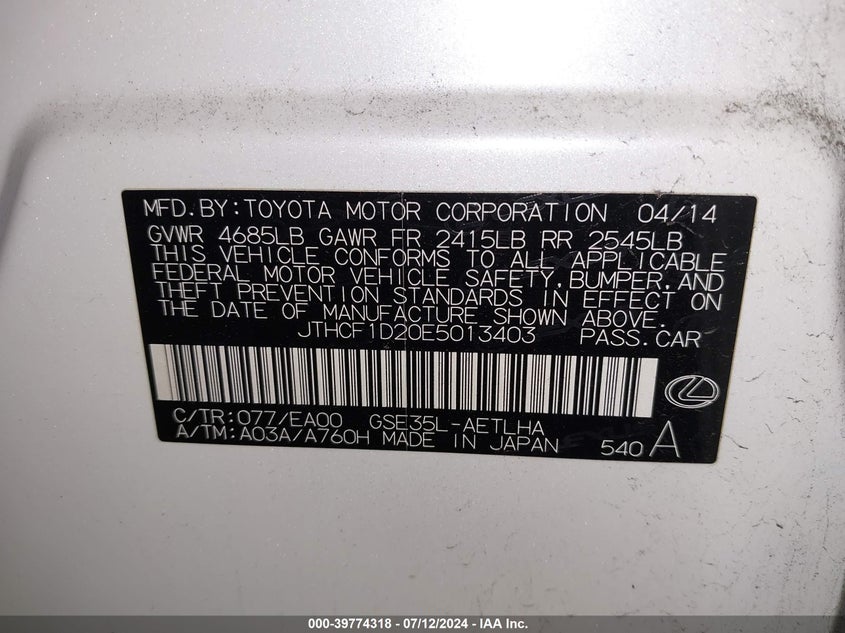 MFD.BY:TOYOTA MOTOR CORPORATION 04/14
GVWR 4685LB GAWR FR 2415LB RR 2545LB
THIS VEHICLE CONFORMS TO ALL APPLICABLE
FEDERAL MOTOR VEHICLE SAFETY,BUMPER,AND
THEFT PREVENTION STANDARDS IN EFFECT ON
THE DATE OF MANUFACTURE SHOWN ABOVE.
JTHCF1D20E5013403 PASS.CAR
C/TR:077/EA00 GSE35L-AETLHA
A/TM:A03A/A760H MADE IN JAPAN 540 A
000-39774318 - 07/12/2024 - IAA Inc.